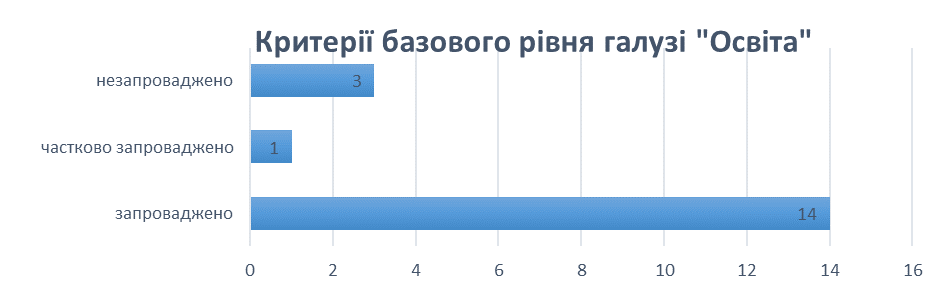 Критерії базового рівня галузі "Освіта"
незапроваджено
3
частково запроваджено
1
запроваджено
14
0 2 4 6 8 10 12 14 16